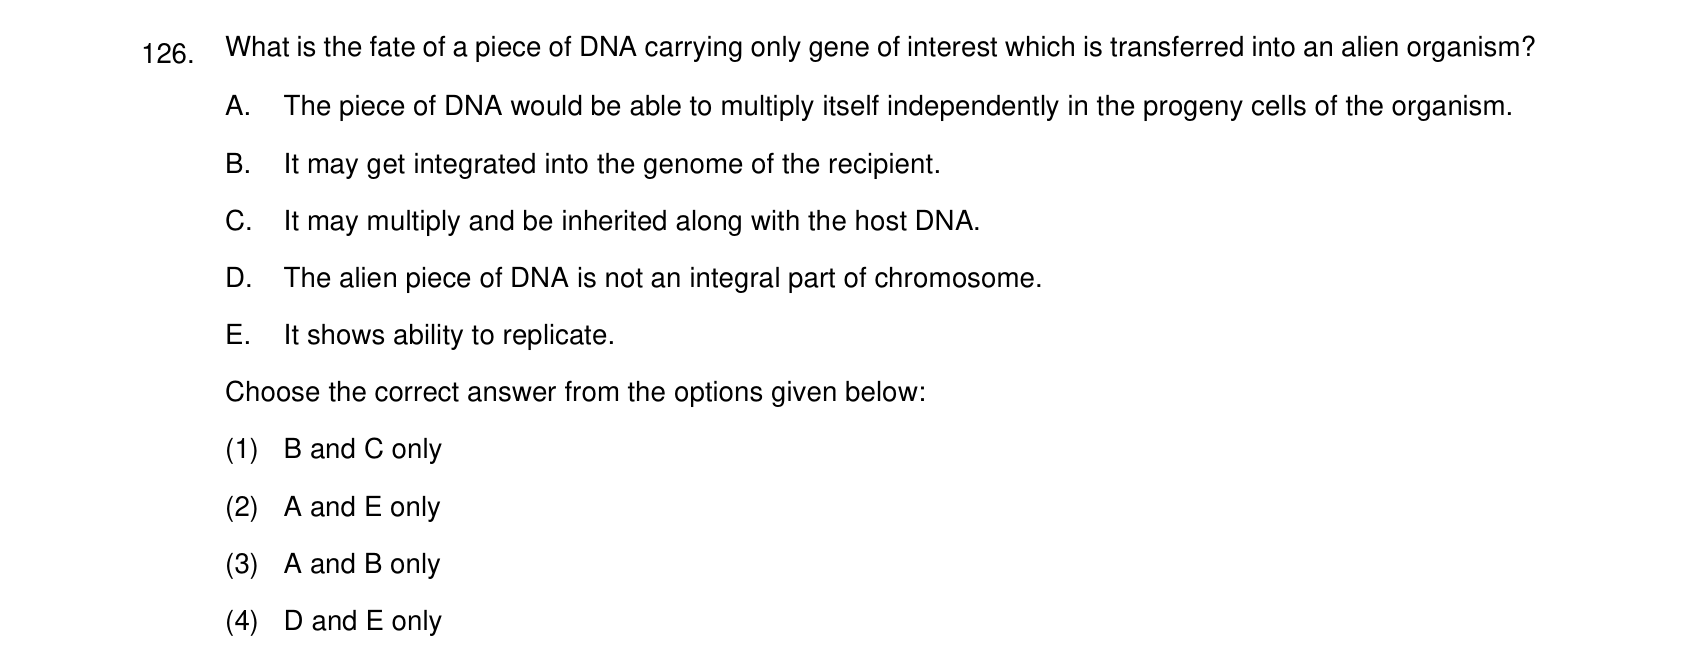 126. What is the fate of a piece of DNA carrying only gene of interest which is transferred into an alien organism?
A. The piece of DNA would be able to multiply itself independently in the progeny cells of the organism.
B. It may get integrated into the genome of the recipient.
C. It may multiply and be inherited along with the host DNA.
D. The alien piece of DNA is not an integral part of chromosome.
E. It shows ability to replicate.
Choose the correct answer from the options given below:
(1) B and C only
(2) A and E only
(3) A and B only
(4) D and E only